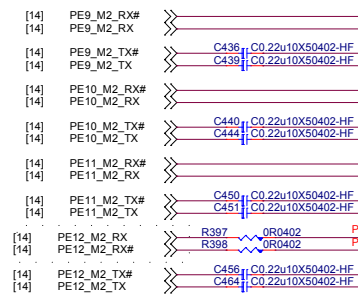 [14] PE9_M2_RX#
[14] PE9_M2_RX
[14] PE9_M2_TX# C436 C0.22u10X50402-HF
[14] PE9_M2_TX C439 C0.22u10X50402-HF
[14] PE10_M2_RX#
[14] PE10_M2_RX
[14] PE10_M2_TX# C440 C0.22u10X50402-HF
[14] PE10_M2_TX C444 C0.22u10X50402-HF
[14] PE11_M2_RX#
[14] PE11_M2_RX
[14] PE11_M2_TX# C450 C0.22u10X50402-HF
[14] PE11_M2_TX C451 C0.22u10X50402-HF
[14] PE12_M2_RX R397 0R0402 P
[14] PE12_M2_RX# R398 0R0402 P
[14] PE12_M2_TX# C456 C0.22u10X50402-HF
[14] PE12_M2_TX C464 C0.22u10X50402-HF